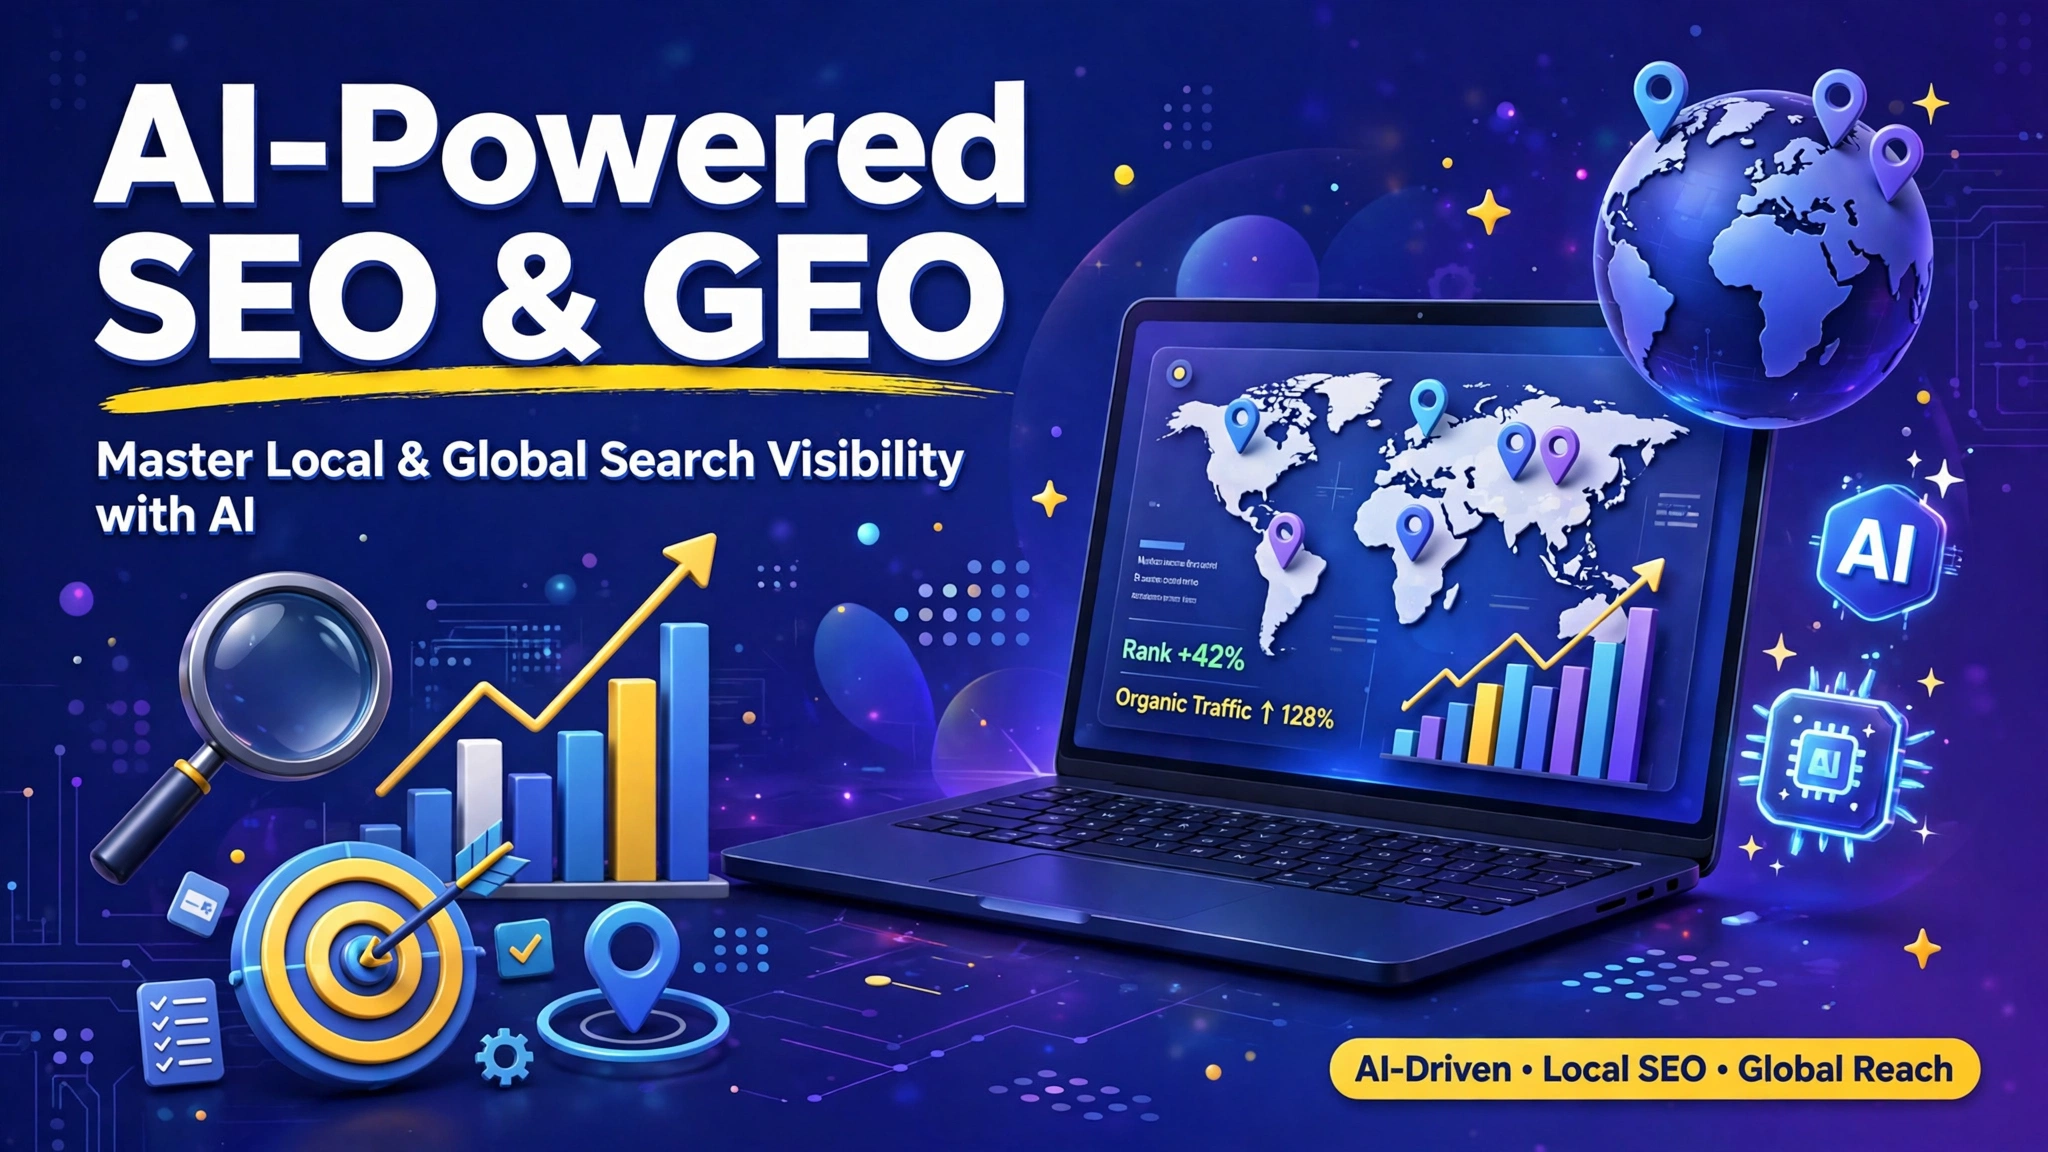 AI-Powered
SEO & GEO
Master Local & Global Search Visibility
with AI
Rank +42%
Organic Traffic ↑ 128%
AI
AI
AI-Driven • Local SEO • Global Reach